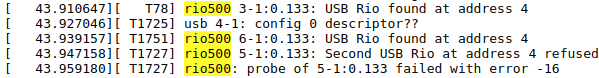 [   43.910647][   T78] rio500 3-1:0.133: USB Rio found at address 4
[   43.927046][ T1725] usb 4-1: config 0 descriptor??
[   43.939157][ T1751] rio500 6-1:0.133: USB Rio found at address 4
[   43.947158][ T1727] rio500 5-1:0.133: Second USB Rio at address 4 refused
[   43.959180][ T1727] rio500: probe of 5-1:0.133 failed with error -16